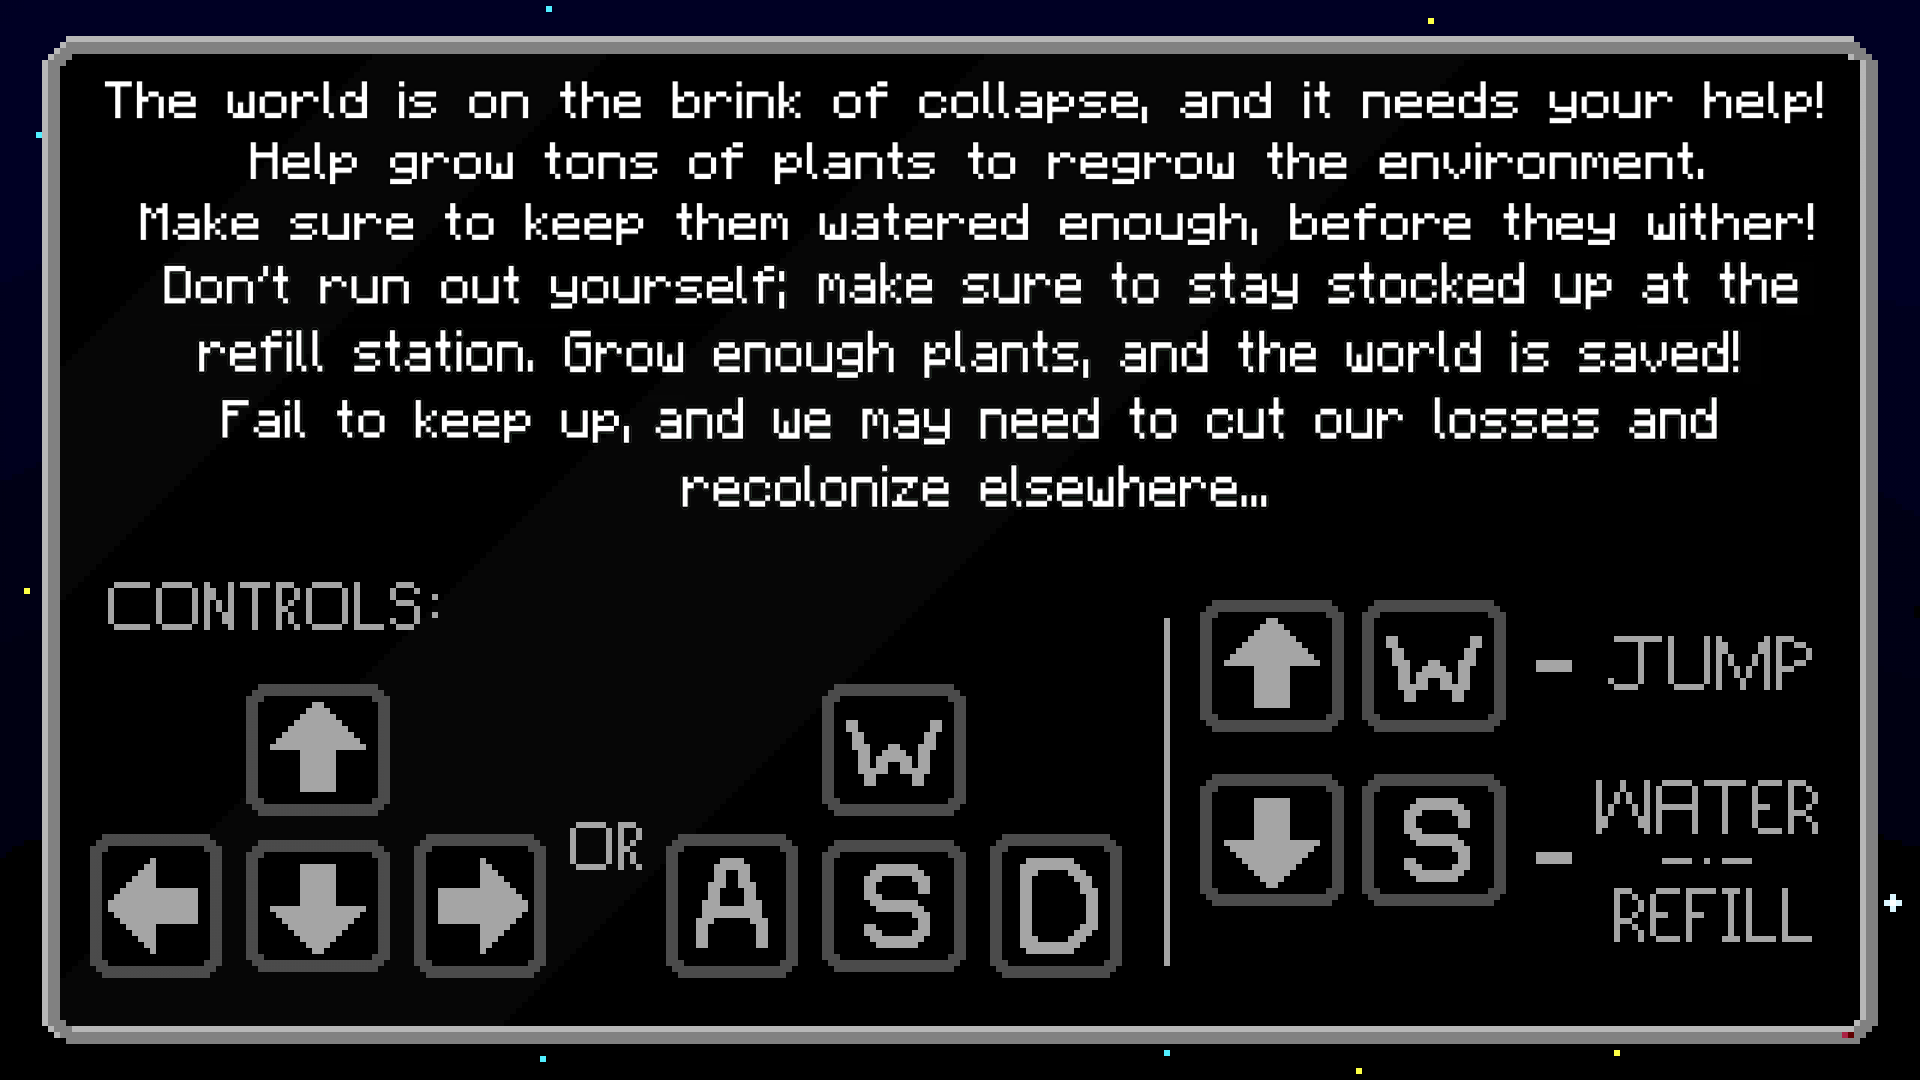 The world is on the brink of collapse, and it needs your help!
Help grow tons of plants to regrow the environment.
Make sure to keep them watered enough, before they wither!
Don't run out yourself; make sure to stay stocked up at the
refill station. Grow enough plants, and the world is saved!
Fail to keep up, and we may need to cut our losses and
recolonize elsewhere...
CONTROLS:
W
OR
A S D
W - JUMP
S - WATER
REFILL